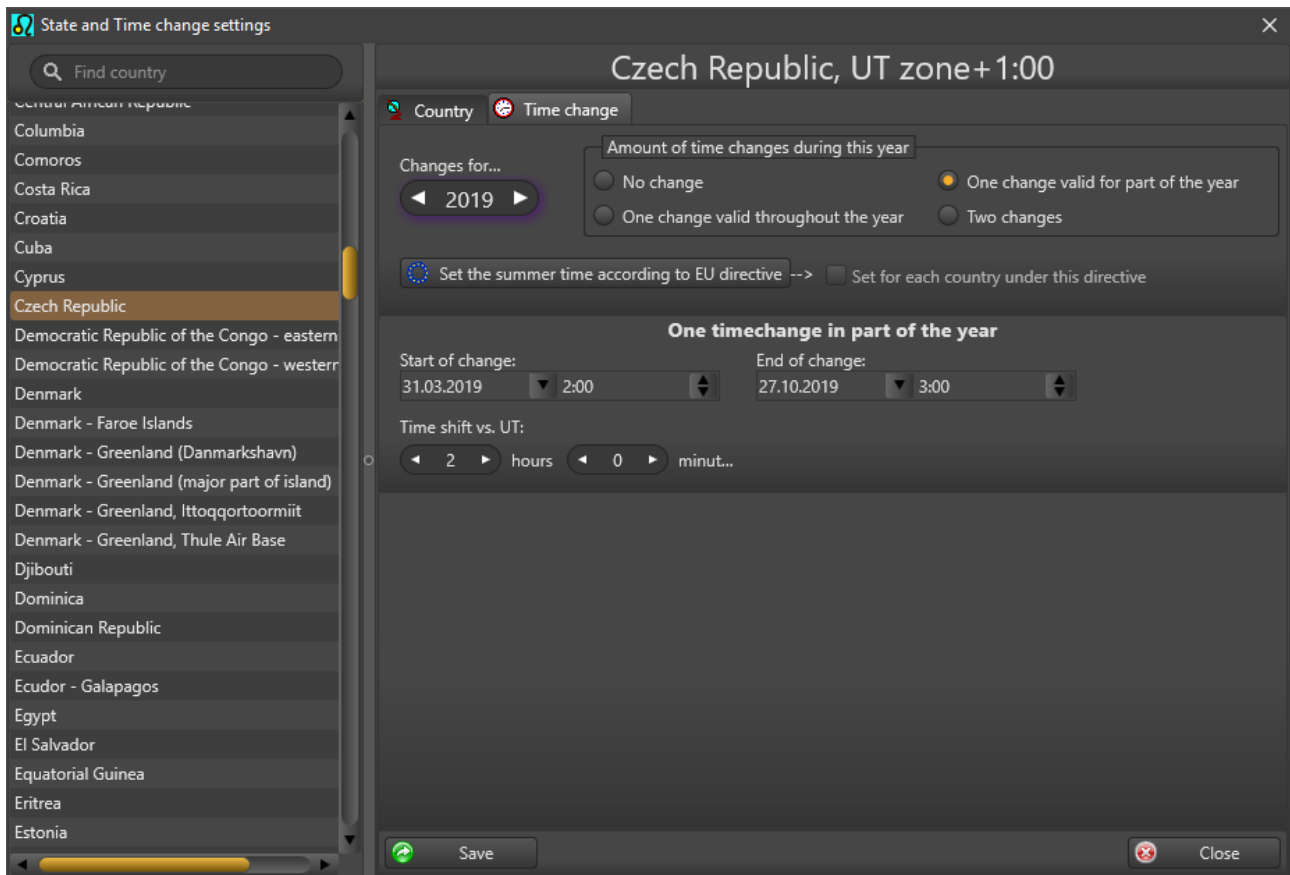 State and Time change settings
Find country
Central African Republic
Columbia
Comoros
Costa Rica
Croatia
Cuba
Cyprus
Czech Republic
Democratic Republic of the Congo - eastern
Democratic Republic of the Congo - western
Denmark
Denmark - Faroe Islands
Denmark - Greenland (Danmarkshavn)
Denmark - Greenland (major part of island)
Denmark - Greenland, Ittoqqortoormiit
Denmark - Greenland, Thule Air Base
Djibouti
Dominica
Dominican Republic
Ecuador
Ecudor - Galapagos
Egypt
El Salvador
Equatorial Guinea
Eritrea
Estonia
Czech Republic, UT zone+1:00
Country Time change
Changes for...
2019
Amount of time changes during this year
No change One change valid for part of the year
One change valid throughout the year Two changes
Set the summer time according to EU directive --> Set for each country under this directive
One timechange in part of the year
Start of change: End of change:
31.03.2019 2:00 27.10.2019 3:00
Time shift vs. UT:
2 hours 0 minut...
Save Close